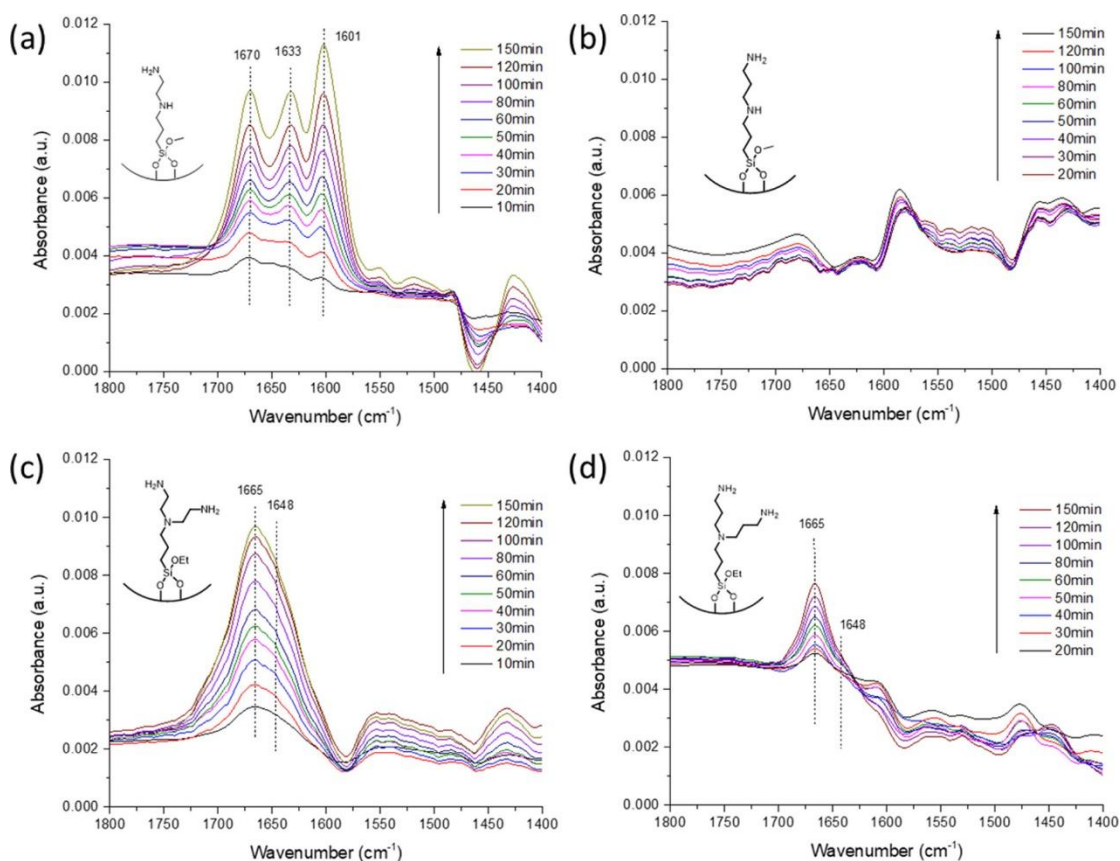 (a)
0.012
0.010
0.008
0.006
0.004
0.002
0.000
Absorbance (a.u.)
1670
1633
1601
H₂N
NH
O
Si
O
O
150min
120min
100min
80min
60min
50min
40min
30min
20min
10min
1800
1750
1700
1650
1600
1550
1500
1450
1400
Wavenumber (cm⁻¹)
(b)
0.012
0.010
0.008
0.006
0.004
0.002
0.000
Absorbance (a.u.)
NH₂
NH
O
Si
O
O
150min
120min
100min
80min
60min
50min
40min
30min
20min
1800
1750
1700
1650
1600
1550
1500
1450
1400
Wavenumber (cm⁻¹)
(c)
0.012
0.010
0.008
0.006
0.004
0.002
0.000
Absorbance (a.u.)
1665
1648
H₂N
NH₂
N
OEt
Si
O
O
150min
120min
100min
80min
60min
50min
40min
30min
20min
10min
1800
1750
1700
1650
1600
1550
1500
1450
1400
Wavenumber (cm⁻¹)
(d)
0.012
0.010
0.008
0.006
0.004
0.002
0.000
Absorbance (a.u.)
1665
1648
NH₂
NH₂
N
OEt
Si
O
O
150min
120min
100min
80min
60min
50min
40min
30min
20min
1800
1750
1700
1650
1600
1550
1500
1450
1400
Wavenumber (cm⁻¹)